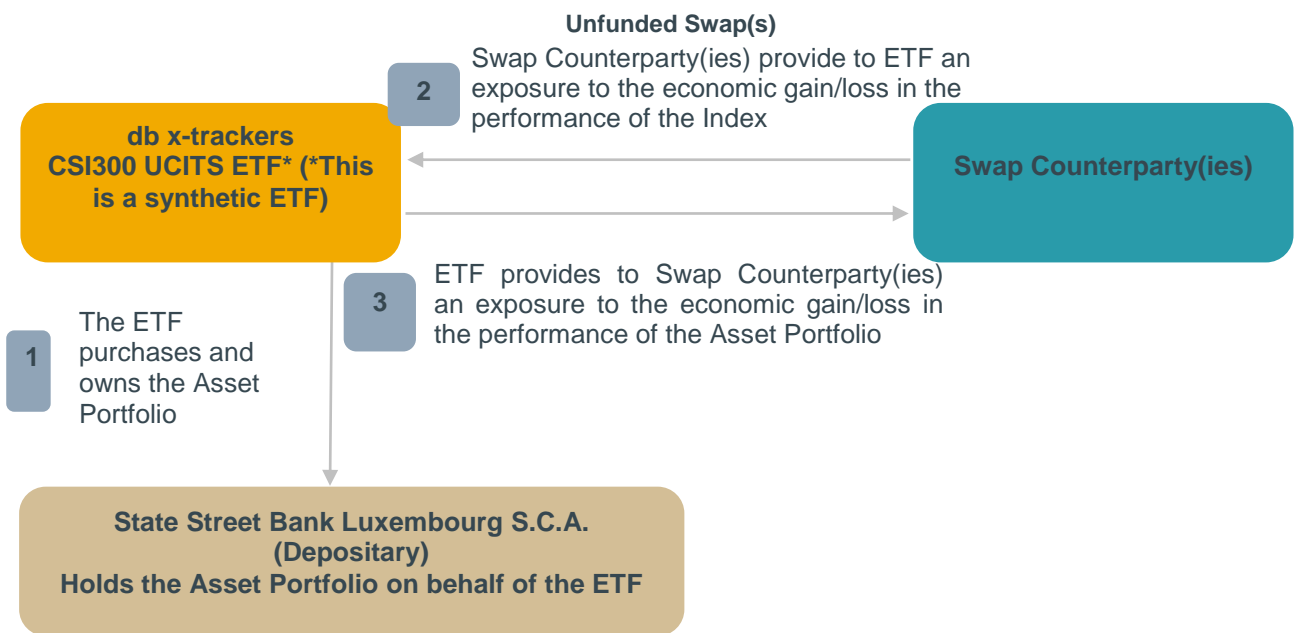 Unfunded Swap(s)
2
Swap Counterparty(ies) provide to ETF an
exposure to the economic gain/loss in the
performance of the Index
db x-trackers
CSI300 UCITS ETF* (*This
is a synthetic ETF)
Swap Counterparty(ies)
3
ETF provides to Swap Counterparty(ies)
an exposure to the economic gain/loss in
the performance of the Asset Portfolio
1
The ETF
purchases and
owns the Asset
Portfolio
State Street Bank Luxembourg S.C.A.
(Depositary)
Holds the Asset Portfolio on behalf of the ETF